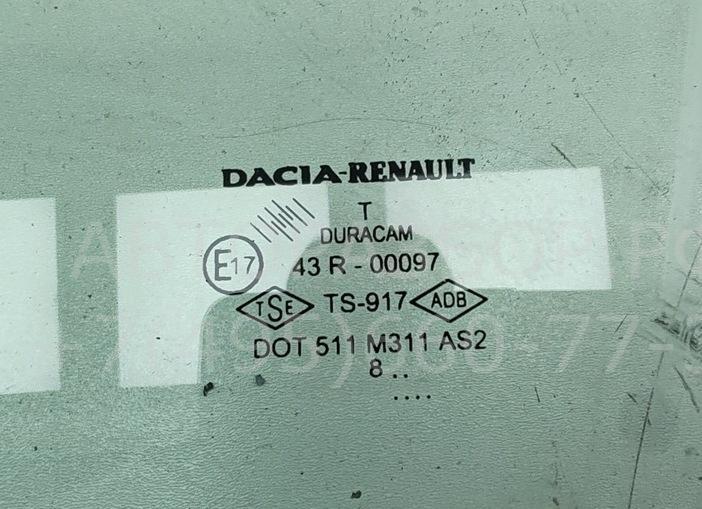 DACIA-RENAULT
T
DURACAM
E17 43 R - 00097
TSE TS-917 ADB
DOT 511 M311 AS2
8 ..
....